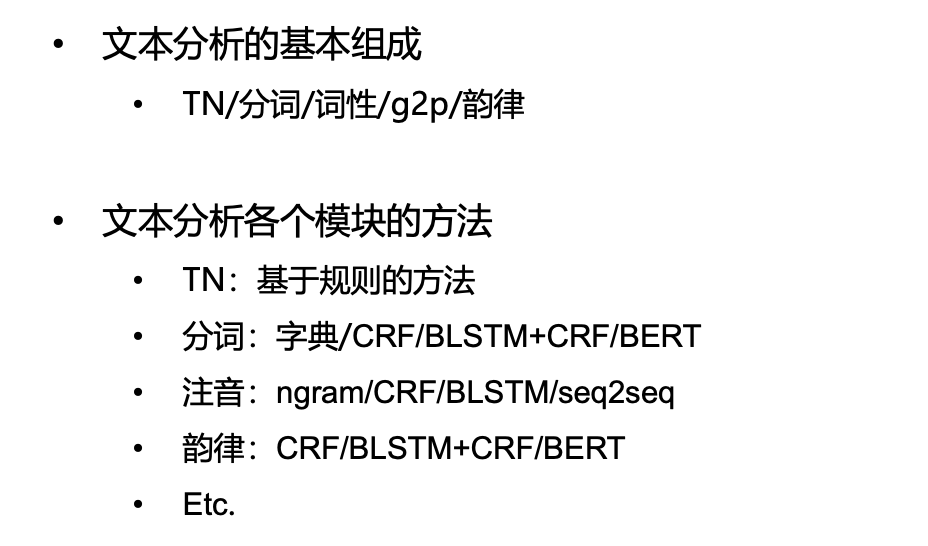 • 文本分析的基本组成
• TN/分词/词性/g2p/韵律
• 文本分析各个模块的方法
• TN：基于规则的方法
• 分词：字典/CRF/BLSTM+CRF/BERT
• 注音：ngram/CRF/BLSTM/seq2seq
• 韵律：CRF/BLSTM+CRF/BERT
• Etc.